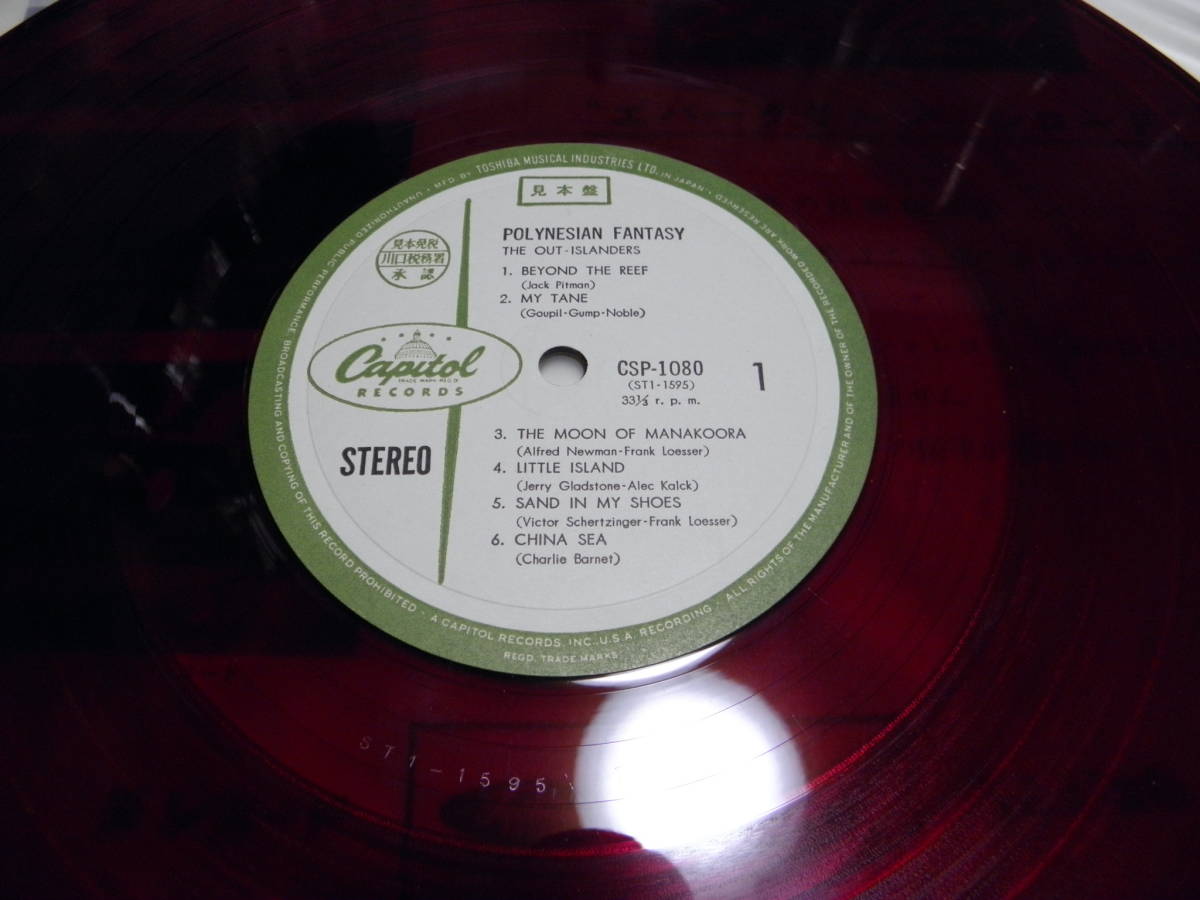 MFD. BY TOSHIBA MUSICAL INDUSTRIES LTD. IN JAPAN · ALL RIGHTS OF THE MANUFACTURER AND OF THE OWNER OF THE RECORDED WORK ARE RESERVED · UNAUTHORIZED PUBLIC PERFORMANCE, BROADCASTING AND COPYING OF THIS RECORD PROHIBITED · A CAPITOL RECORDS, INC., U.S.A. RECORDING ·
REGD. TRADE MARKS
見本盤
見本免税
川口税務署
承認
POLYNESIAN FANTASY
THE OUT-ISLANDERS
1. BEYOND THE REEF
(Jack Pitman)
2. MY TANE
(Goupil-Gump-Noble)
Capitol
TRADE MARK-REG.D
RECORDS
CSP-1080
(ST1-1595)
33⅓ r. p. m.
1
STEREO
3. THE MOON OF MANAKOORA
(Alfred Newman-Frank Loesser)
4. LITTLE ISLAND
(Jerry Gladstone-Alec Kalck)
5. SAND IN MY SHOES
(Victor Schertzinger-Frank Loesser)
6. CHINA SEA
(Charlie Barnet)
ST1-1595